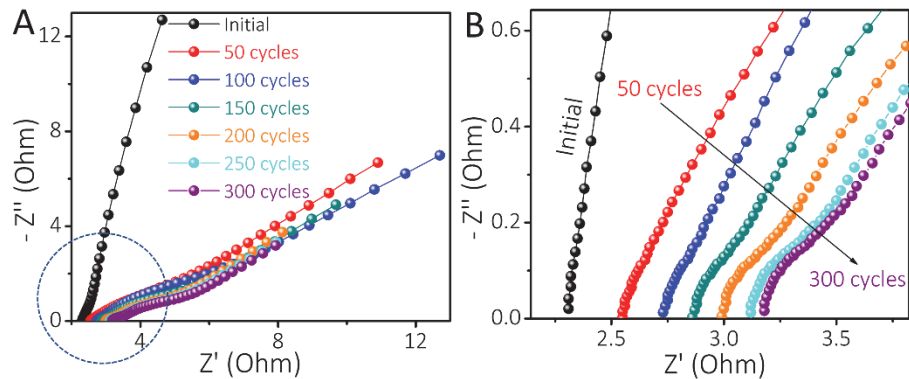 A
Initial
50 cycles
100 cycles
150 cycles
200 cycles
250 cycles
300 cycles
12
8
4
0
4
8
12
- Z'' (Ohm)
Z' (Ohm)
B
Initial
50 cycles
300 cycles
0.6
0.4
0.2
0.0
2.5
3.0
3.5
- Z'' (Ohm)
Z' (Ohm)